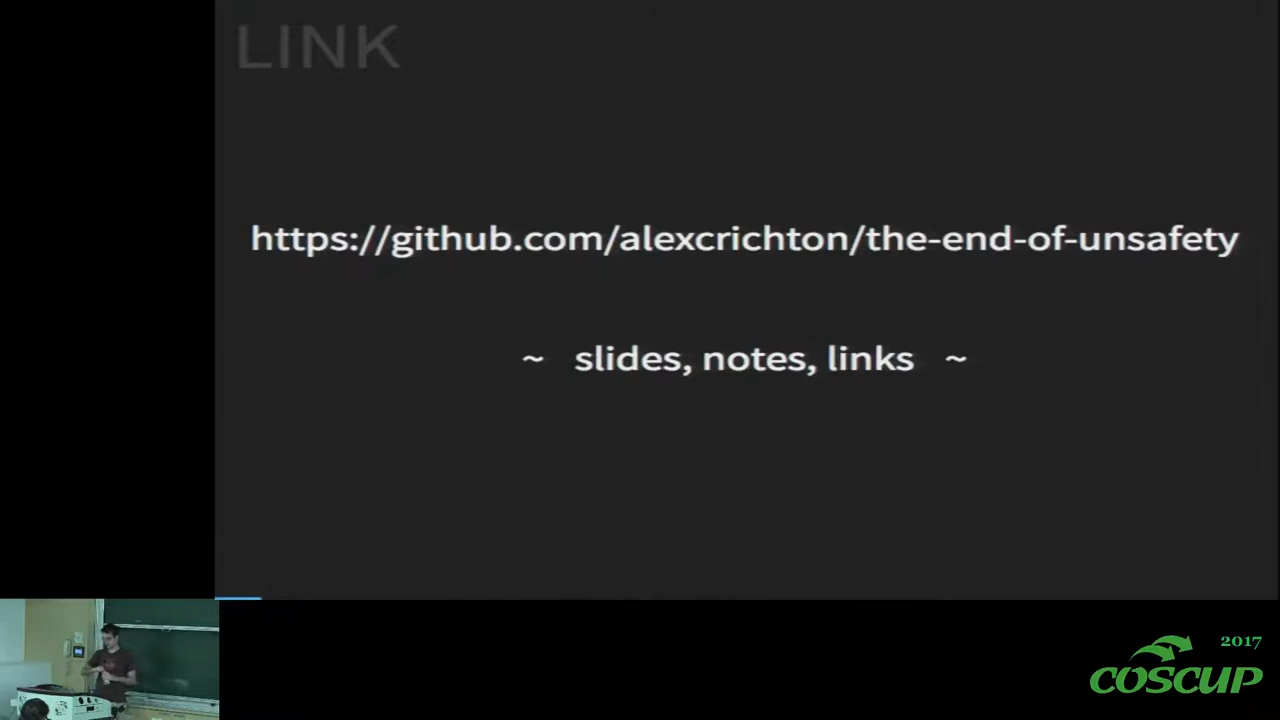 LINK
https://github.com/alexcrichton/the-end-of-unsafety
~ slides, notes, links ~
2017
COSCUP